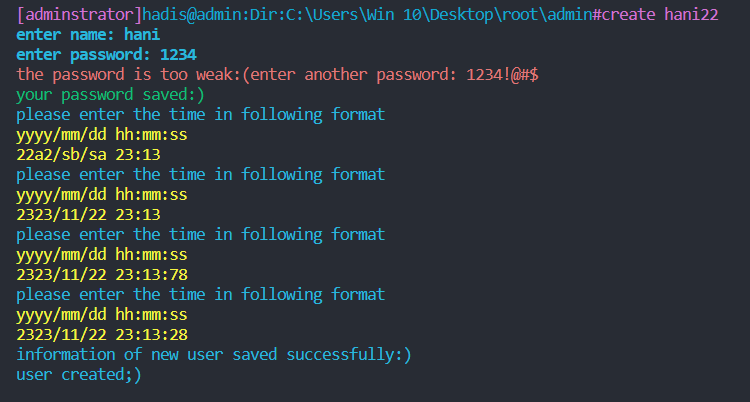 [adminstrator]hadis@admin:Dir:C:\Users\Win 10\Desktop\root\admin#create hani22
enter name: hani
enter password: 1234
the password is too weak:(enter another password: 1234!@#$
your password saved:)
please enter the time in following format
yyyy/mm/dd hh:mm:ss
22a2/sb/sa 23:13
please enter the time in following format
yyyy/mm/dd hh:mm:ss
2323/11/22 23:13
please enter the time in following format
yyyy/mm/dd hh:mm:ss
2323/11/22 23:13:78
please enter the time in following format
yyyy/mm/dd hh:mm:ss
2323/11/22 23:13:28
information of new user saved successfully:)
user created;)